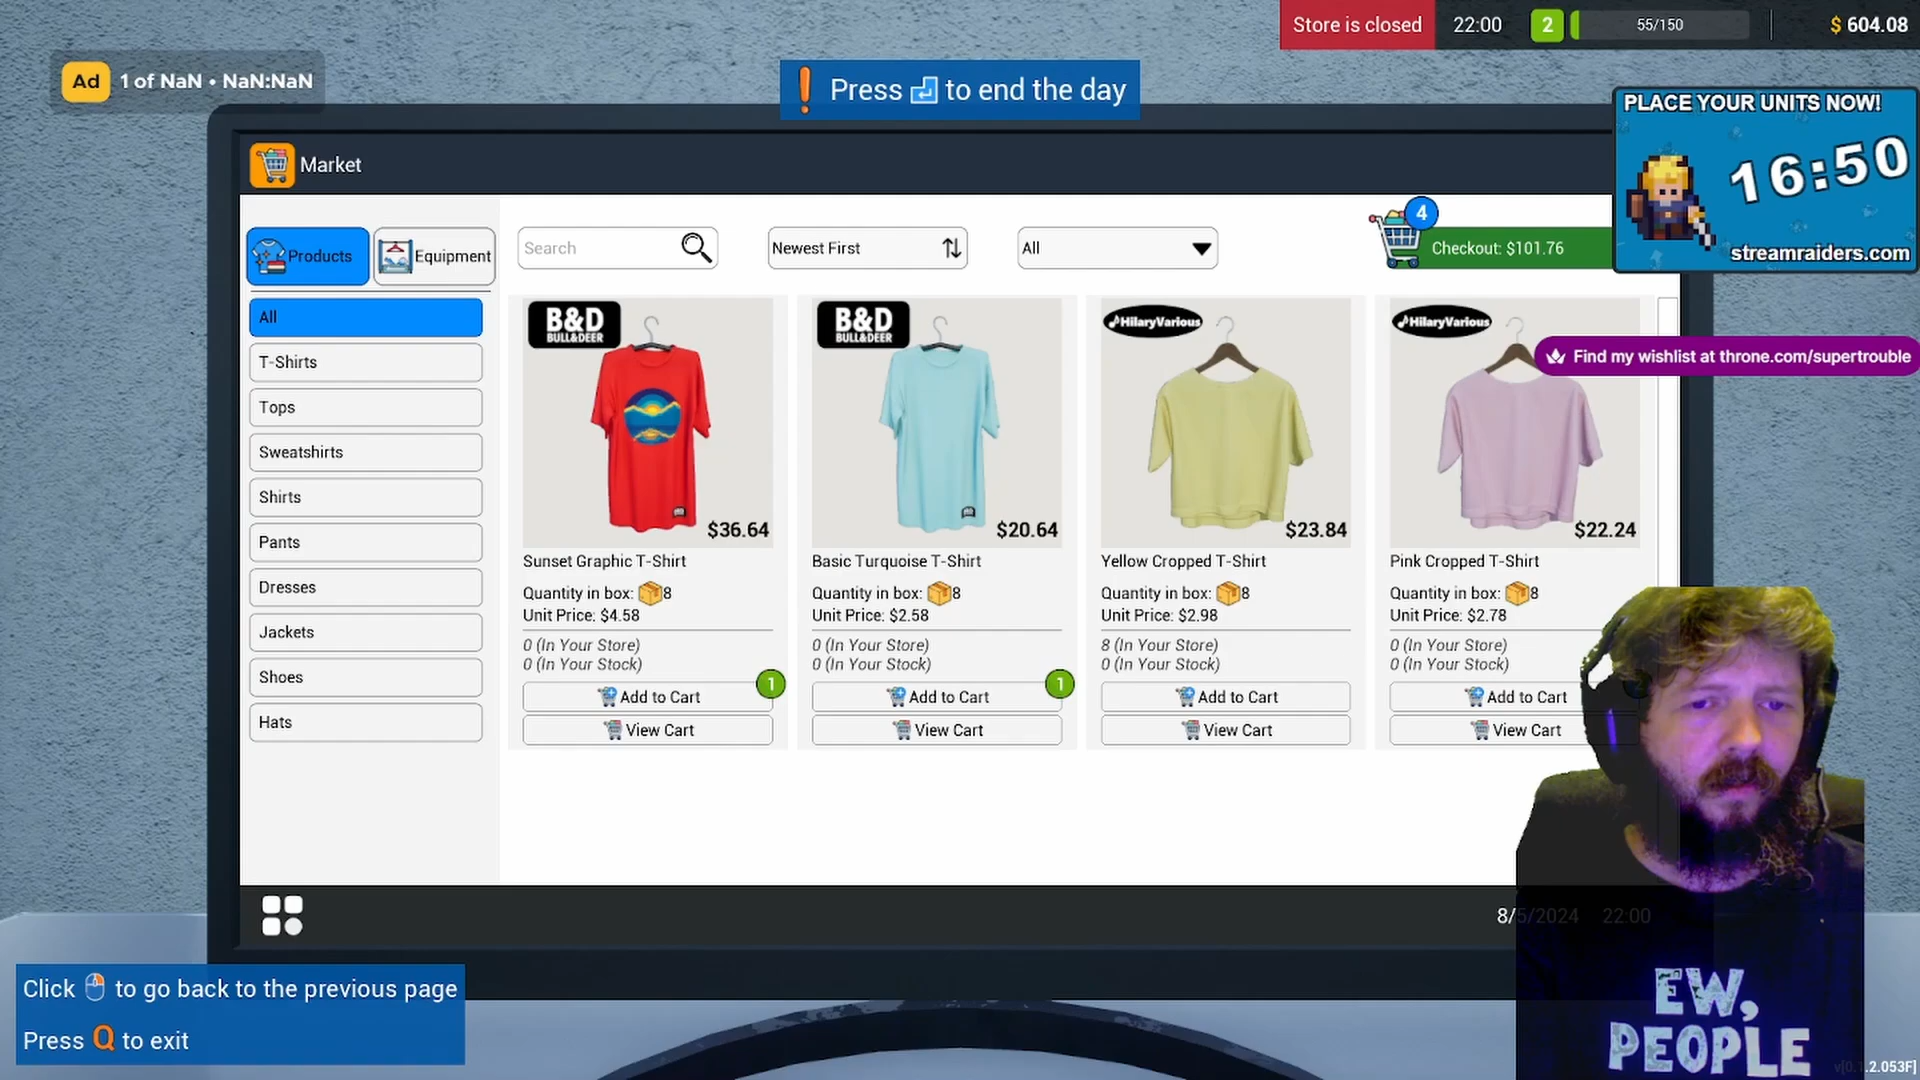 Store is closed
22:00
2
55/150
$ 604.08
Ad
1 of NaN • NaN:NaN
Press to end the day
PLACE YOUR UNITS NOW!
16:50
streamraiders.com
Market
Products
Equipment
Search
Newest First
All
4
Checkout: $101.76
Find my wishlist at throne.com/supertrouble
All
T-Shirts
Tops
Sweatshirts
Shirts
Pants
Dresses
Jackets
Shoes
Hats
B&D
BULL&DEER
$36.64
Sunset Graphic T-Shirt
Quantity in box: 8
Unit Price: $4.58
0 (In Your Store)
0 (In Your Stock)
1
Add to Cart
View Cart
B&D
BULL&DEER
$20.64
Basic Turquoise T-Shirt
Quantity in box: 8
Unit Price: $2.58
0 (In Your Store)
0 (In Your Stock)
1
Add to Cart
View Cart
HilaryVarious
$23.84
Yellow Cropped T-Shirt
Quantity in box: 8
Unit Price: $2.98
8 (In Your Store)
0 (In Your Stock)
Add to Cart
View Cart
HilaryVarious
$22.24
Pink Cropped T-Shirt
Quantity in box: 8
Unit Price: $2.78
0 (In Your Store)
0 (In Your Stock)
Add to Cart
View Cart
8/5/2024 22:00
Click to go back to the previous page
Press Q to exit
EW,
PEOPLE